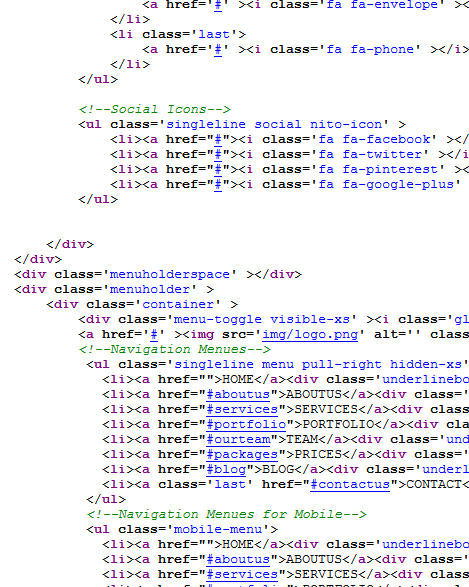 <a href='#' ><i class='fa fa-envelope' ><
</li>
<li class='last'>
<a href='#' ><i class='fa fa-phone' ></i>
</li>
</ul>
<!--Social Icons-->
<ul class='singleline social nito-icon' >
<li><a href="#"><i class='fa fa-facebook' ></
<li><a href="#"><i class='fa fa-twitter' ></i
<li><a href="#"><i class='fa fa-pinterest' ><
<li><a href="#"><i class='fa fa-google-plus'
</ul>
</div>
</div>
<div class='menuholderspace' ></div>
<div class='menuholder' >
<div class='container' >
<div class='menu-toggle visible-xs' ><i class='gl
<a href='#' ><img src='img/logo.png' alt='' class
<!--Navigation Menues-->
<ul class='singleline menu pull-right hidden-xs'
<li><a href="">HOME</a><div class='underlinebo
<li><a href="#aboutus">ABOUTUS</a><div class='
<li><a href="#services">SERVICES</a><div class
<li><a href="#portfolio">PORTFOLIO</a><div cla
<li><a href="#ourteam">TEAM</a><div class='und
<li><a href="#packages">PRICES</a><div class='
<li><a href="#blog">BLOG</a><div class='underl
<li><a class='last' href="#contactus">CONTACT<
</ul>
<!--Navigation Menues for Mobile-->
<ul class='mobile-menu'>
<li><a href="">HOME</a><div class='underlinebo
<li><a href="#aboutus">ABOUTUS</a><div class='
<li><a href="#services">SERVICES</a><div class